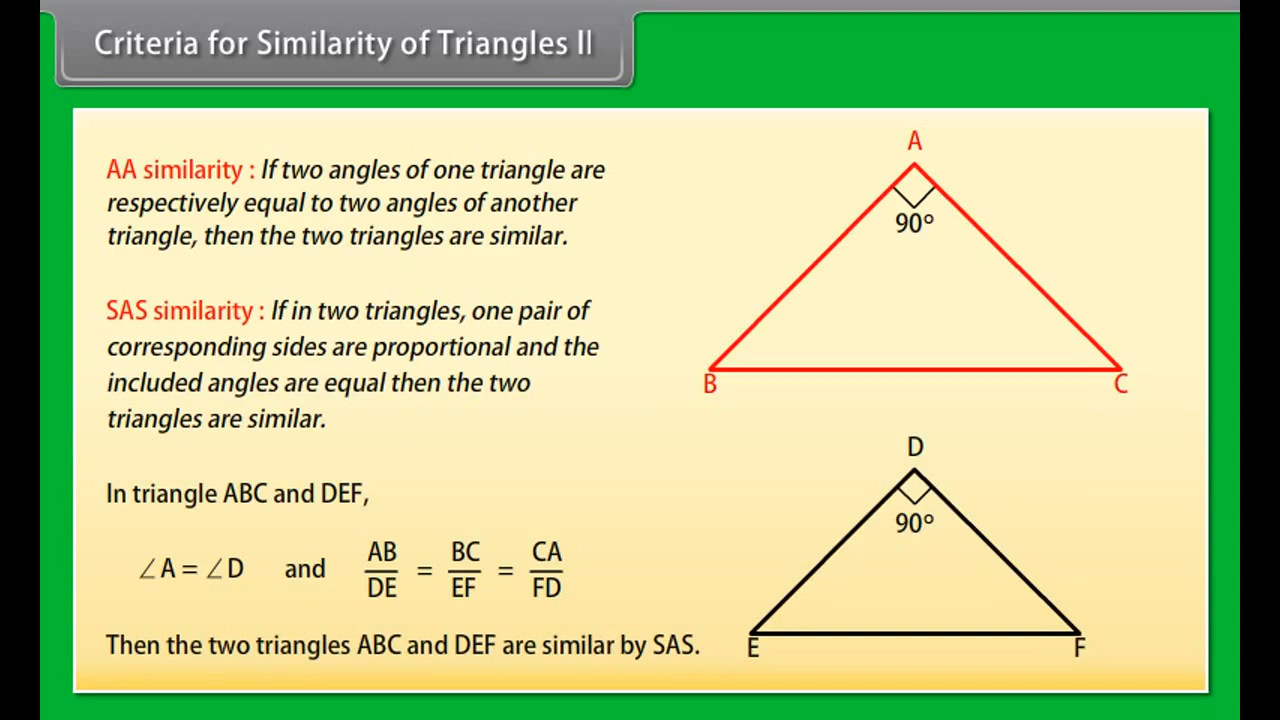 Criteria for Similarity of Triangles II
AA similarity : If two angles of one triangle are
respectively equal to two angles of another
triangle, then the two triangles are similar.
SAS similarity : If in two triangles, one pair of
corresponding sides are proportional and the
included angles are equal then the two
triangles are similar.
In triangle ABC and DEF,
∠A = ∠D and AB/DE = BC/EF = CA/FD
Then the two triangles ABC and DEF are similar by SAS.
A
90°
B C
D
90°
E F